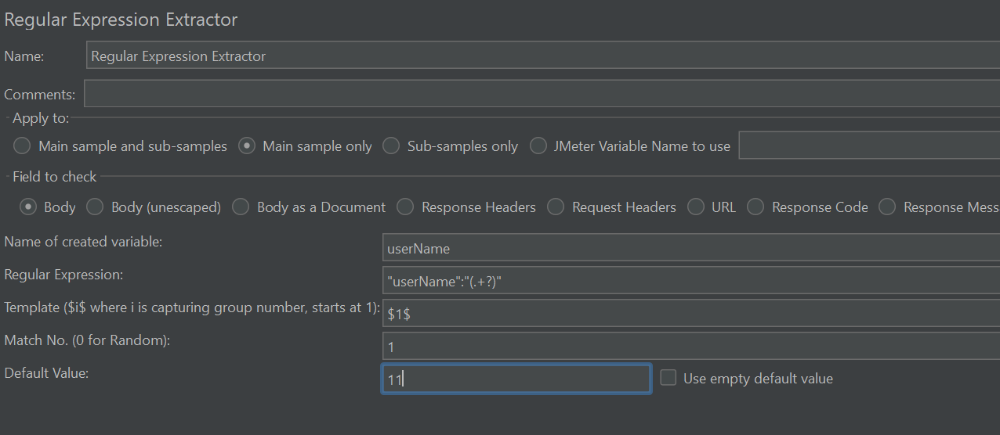 Regular Expression Extractor
Name: Regular Expression Extractor
Comments:
Apply to:
Main sample and sub-samples Main sample only Sub-samples only JMeter Variable Name to use
Field to check
Body Body (unescaped) Body as a Document Response Headers Request Headers URL Response Code Response Mess
Name of created variable: userName
Regular Expression: "userName":"(.+?)"
Template ($i$ where i is capturing group number, starts at 1): $1$
Match No. (0 for Random): 1
Default Value: 11 Use empty default value